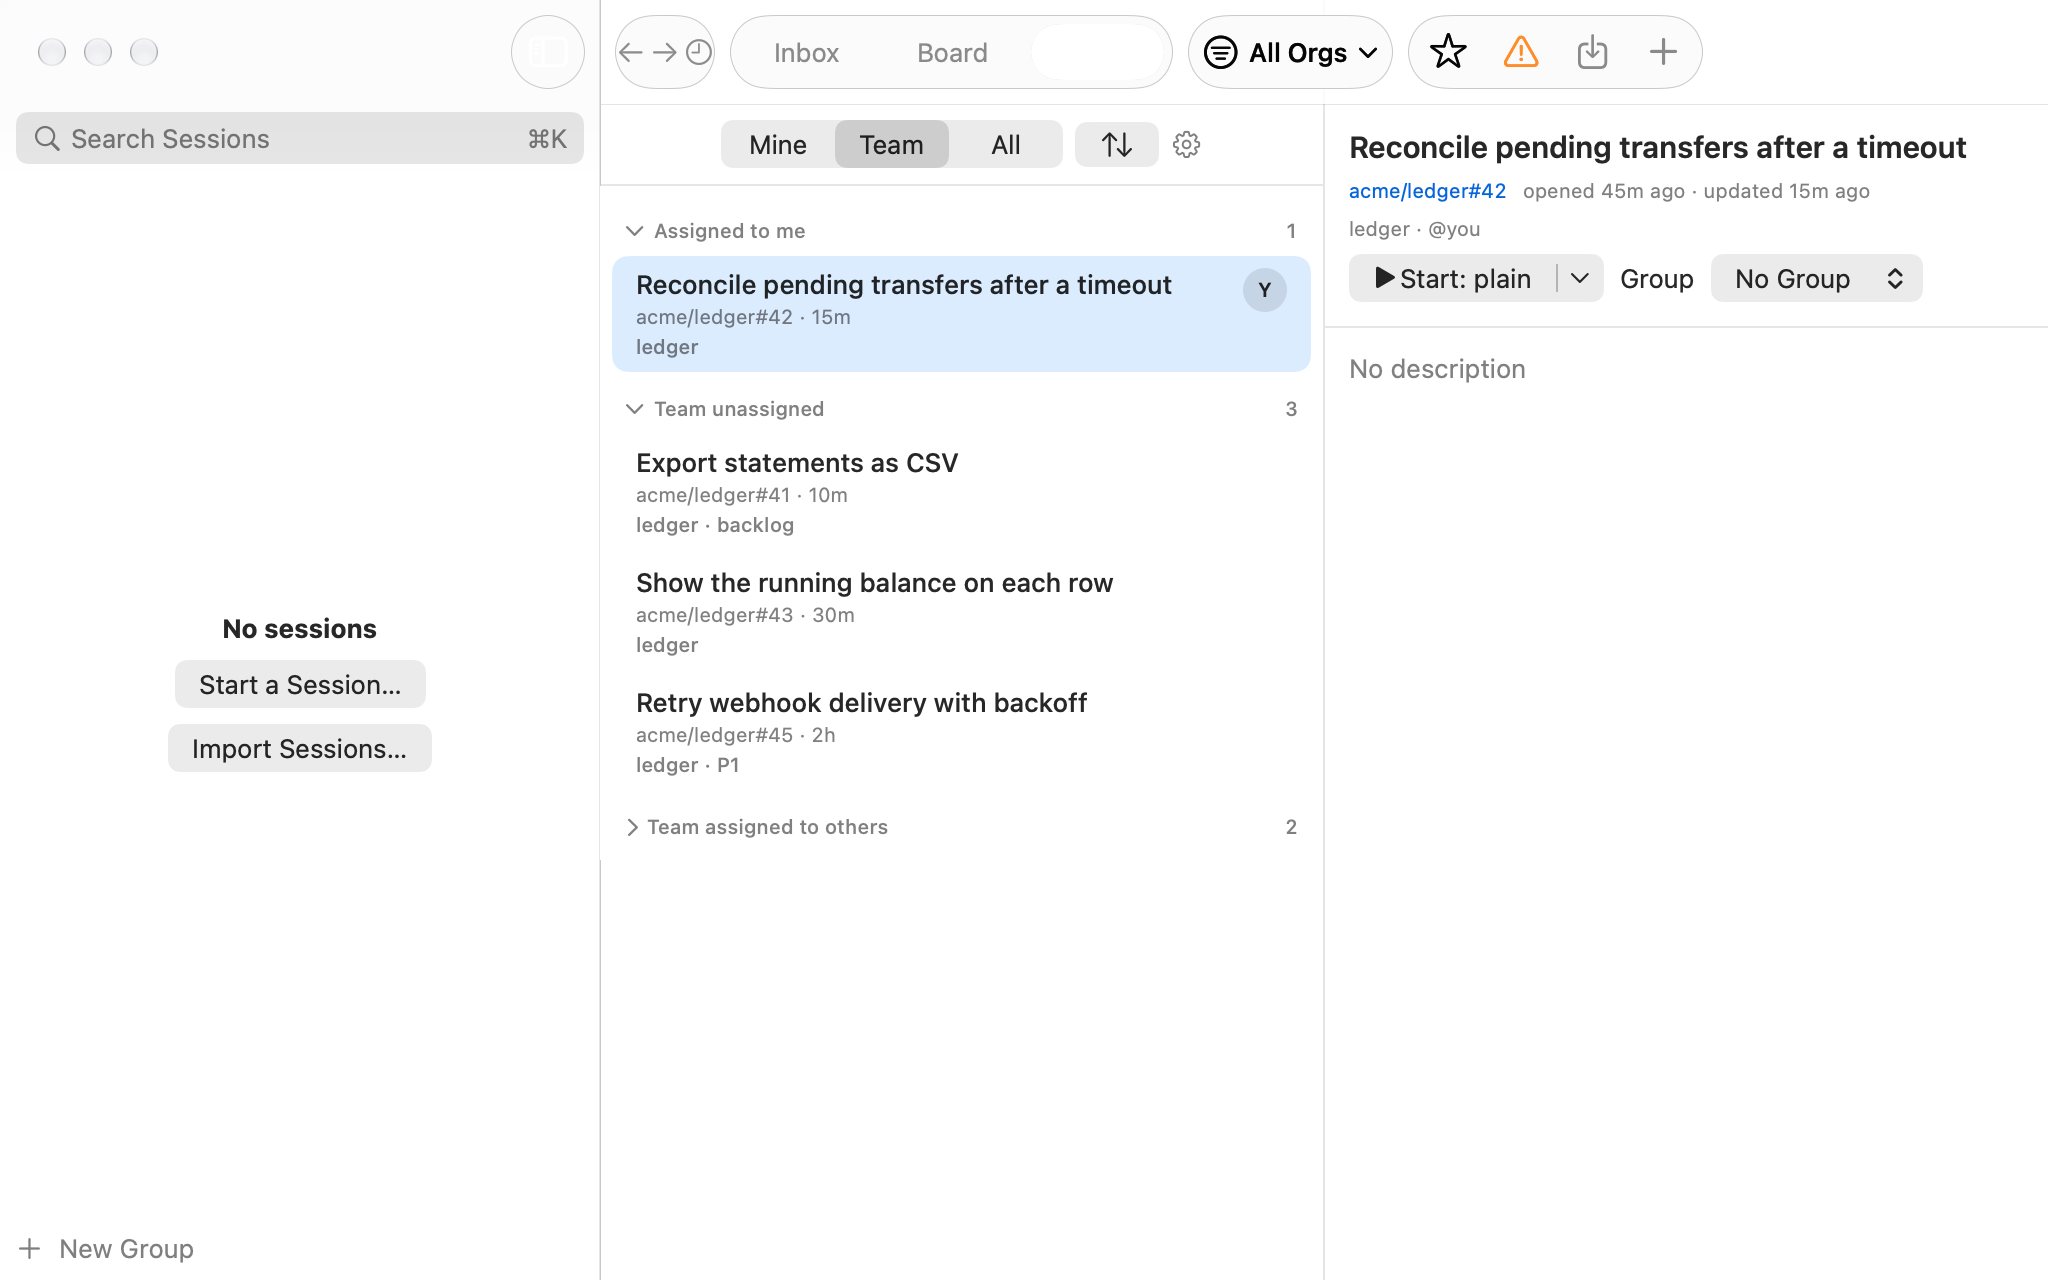 Inbox
Board
All Orgs
Search Sessions ⌘K
No sessions
Start a Session...
Import Sessions...
New Group
Mine
Team
All
Assigned to me 1
Reconcile pending transfers after a timeout
Y
acme/ledger#42 · 15m
ledger
Team unassigned 3
Export statements as CSV
acme/ledger#41 · 10m
ledger · backlog
Show the running balance on each row
acme/ledger#43 · 30m
ledger
Retry webhook delivery with backoff
acme/ledger#45 · 2h
ledger · P1
Team assigned to others 2
Reconcile pending transfers after a timeout
acme/ledger#42 opened 45m ago · updated 15m ago
ledger · @you
Start: plain Group No Group
No description